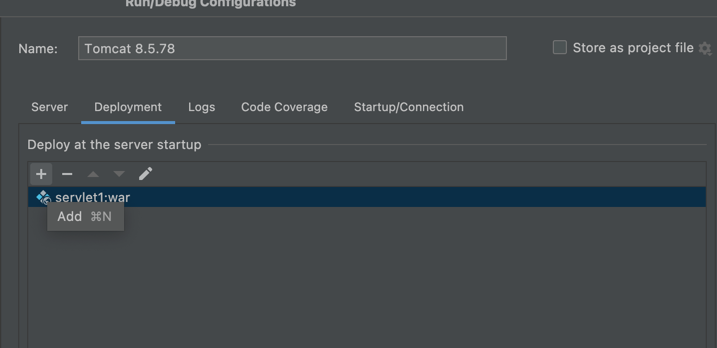 Run/Debug Configurations
Name: Tomcat 8.5.78 Store as project file
Server Deployment Logs Code Coverage Startup/Connection
Deploy at the server startup
servlet1:war
Add ⌘N